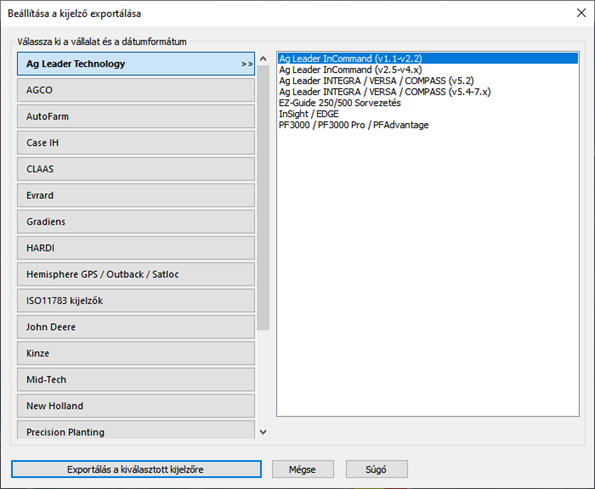 Beállítása a kijelző exportálása
Válassza ki a vállalat és a dátumformátum
Ag Leader Technology >>
AGCO
AutoFarm
Case IH
CLAAS
Evrard
Gradiens
HARDI
Hemisphere GPS / Outback / Satloc
ISO11783 kijelzők
John Deere
Kinze
Mid-Tech
New Holland
Precision Planting
Ag Leader InCommand (v1.1-v2.2)
Ag Leader InCommand (v2.5-v4.x)
Ag Leader INTEGRA / VERSA / COMPASS (v5.2)
Ag Leader INTEGRA / VERSA / COMPASS (v5.4-7.x)
EZ-Guide 250/500 Sorvezetés
InSight / EDGE
PF3000 / PF3000 Pro / PFAdvantage
Exportálás a kiválasztott kijelzőre
Mégse
Súgó